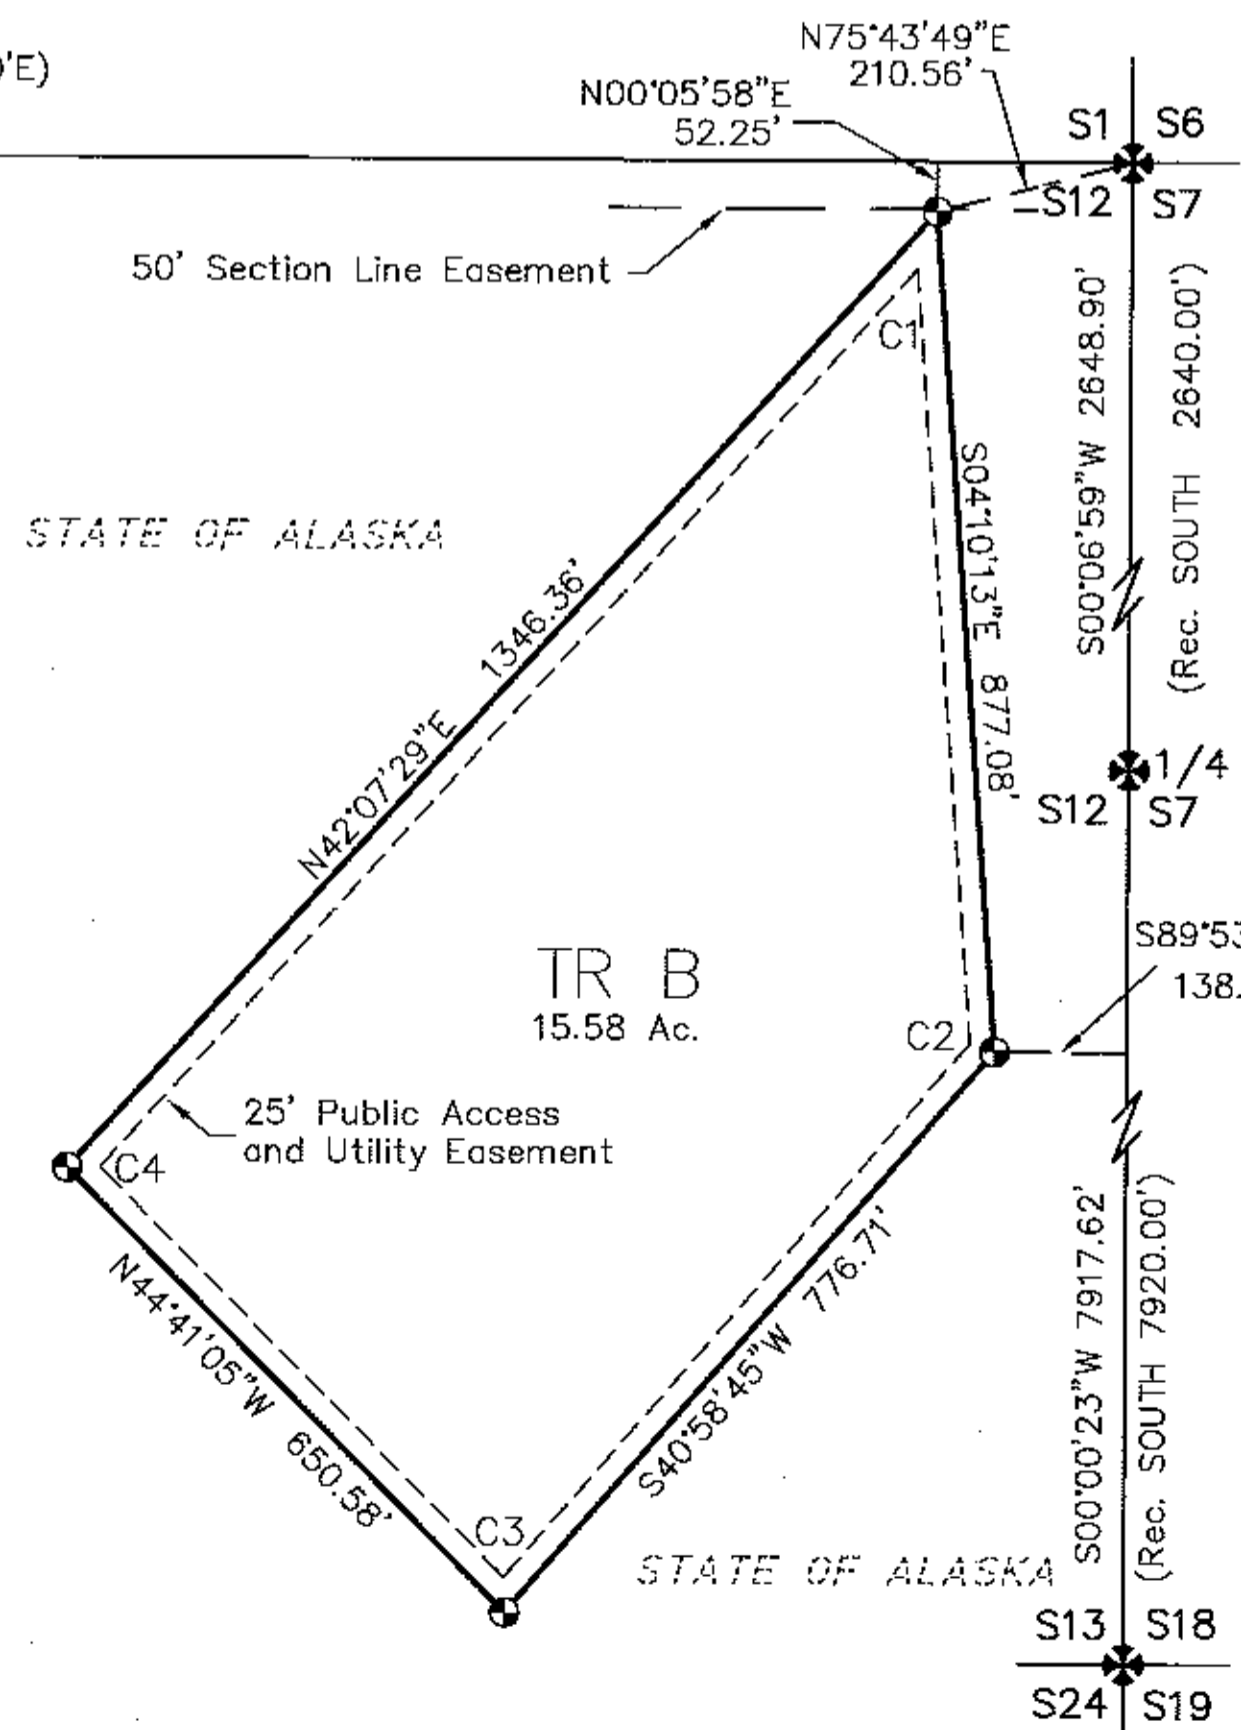 'E)
N75°43'49"E
210.56'
N00°05'58"E
52.25'
S1 S6
S12 S7
50' Section Line Easement
C1
S00°06'59"W 2648.90'
(Rec. SOUTH 2640.00')
STATE OF ALASKA
S04°10'13"E 877.08'
N42°07'29"E 1346.36'
1/4
S12 S7
S89°53
138.
TR B
15.58 Ac.
C2
25' Public Access
and Utility Easement
C4
N44°41'05"W 650.58'
S40°58'45"W 776.71'
C3
S00°00'23"W 7917.62'
(Rec. SOUTH 7920.00')
STATE OF ALASKA
S13 S18
S24 S19